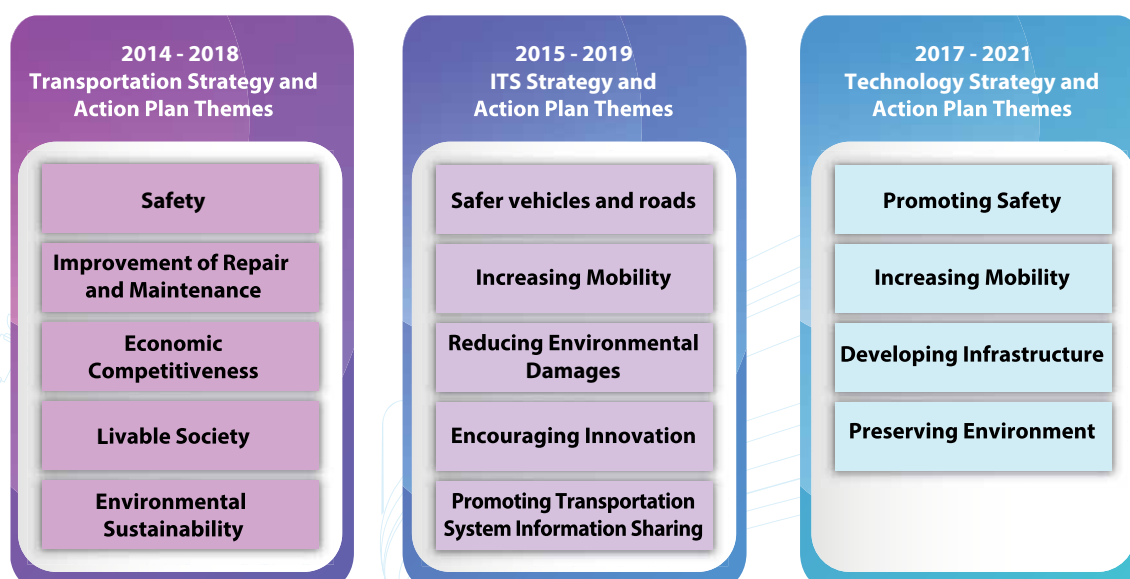 2014 - 2018
Transportation Strategy and
Action Plan Themes
Safety
Improvement of Repair
and Maintenance
Economic
Competitiveness
Livable Society
Environmental
Sustainability
2015 - 2019
ITS Strategy and
Action Plan Themes
Safer vehicles and roads
Increasing Mobility
Reducing Environmental
Damages
Encouraging Innovation
Promoting Transportation
System Information Sharing
2017 - 2021
Technology Strategy and
Action Plan Themes
Promoting Safety
Increasing Mobility
Developing Infrastructure
Preserving Environment